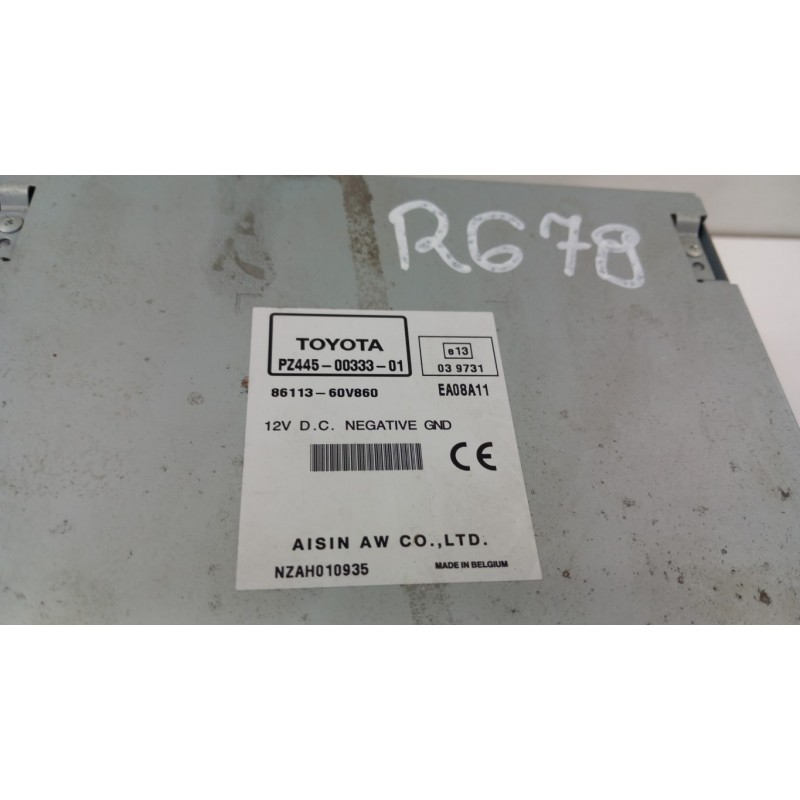 R678
TOYOTA
PZ445-00333-01
e13
03 9731
86113-60V860
EA08A11
12V D.C. NEGATIVE GND
CE
AISIN AW CO.,LTD.
NZAH010935
MADE IN BELGIUM